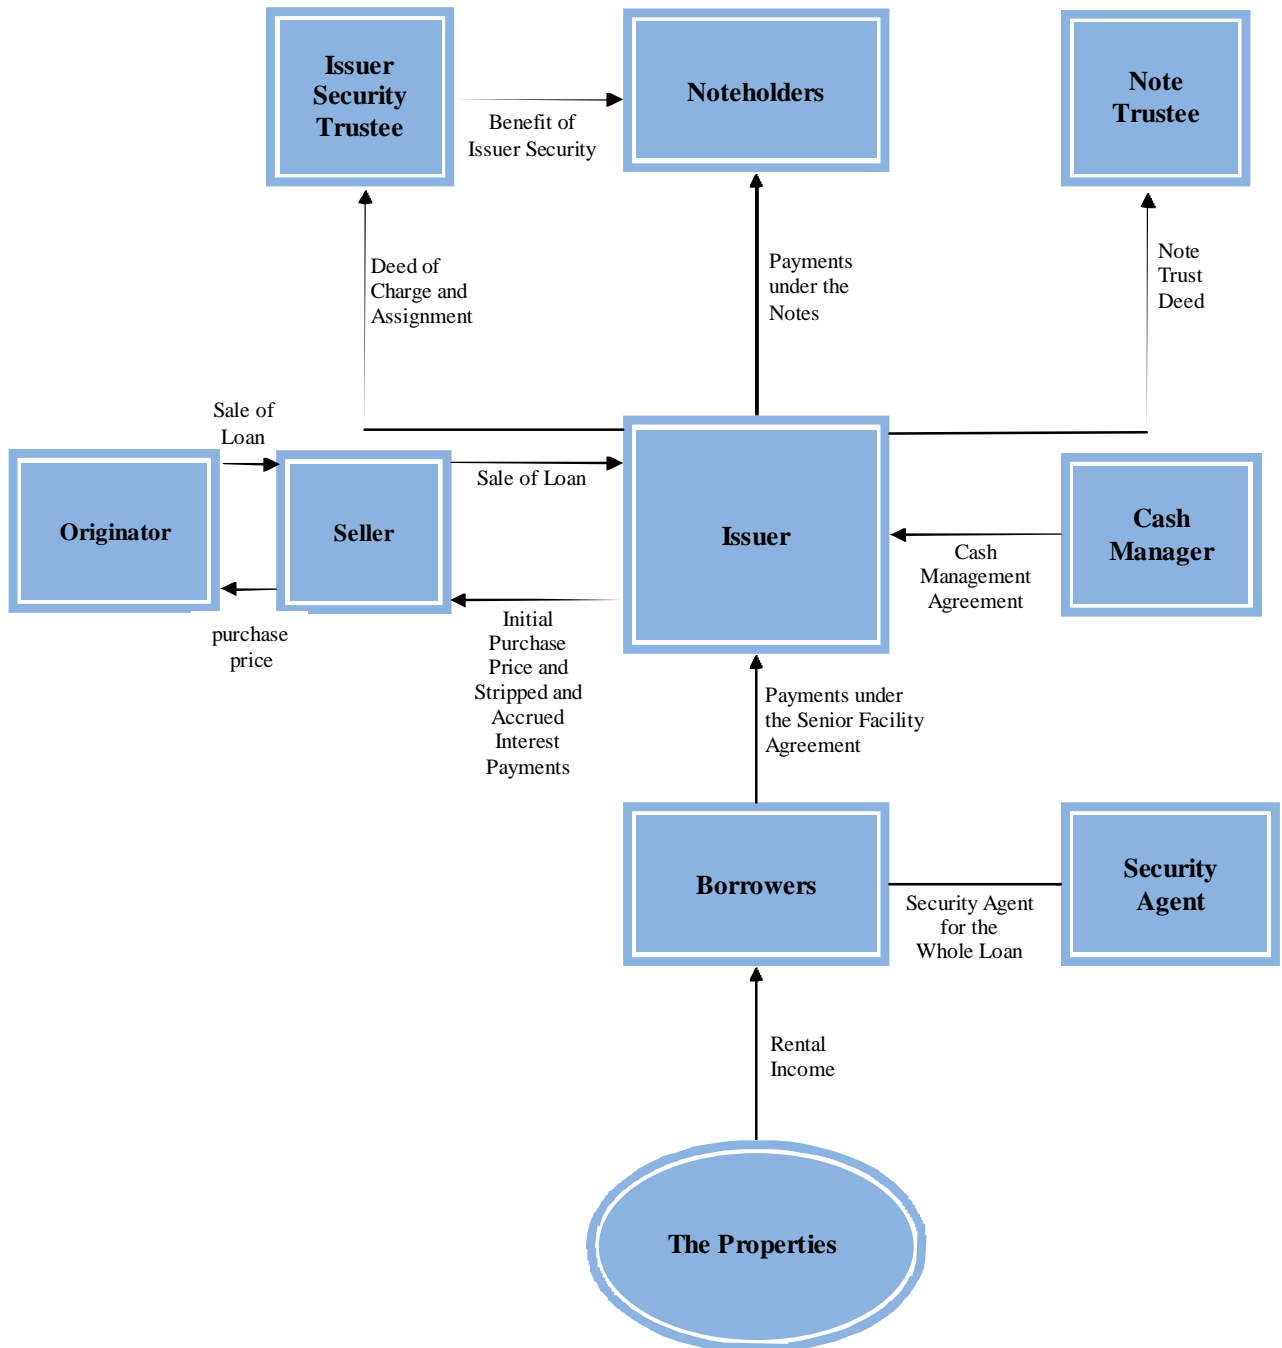 Issuer
Security
Trustee
Benefit of
Issuer Security
Noteholders
Note
Trustee
Deed of
Charge and
Assignment
Payments
under the
Notes
Note
Trust
Deed
Sale of
Loan
Originator
Seller
Sale of Loan
Issuer
Cash
Management
Agreement
Cash
Manager
purchase
price
Initial
Purchase
Price and
Stripped and
Accrued
Interest
Payments
Payments under
the Senior Facility
Agreement
Borrowers
Security Agent
for the
Whole Loan
Security
Agent
Rental
Income
The Properties